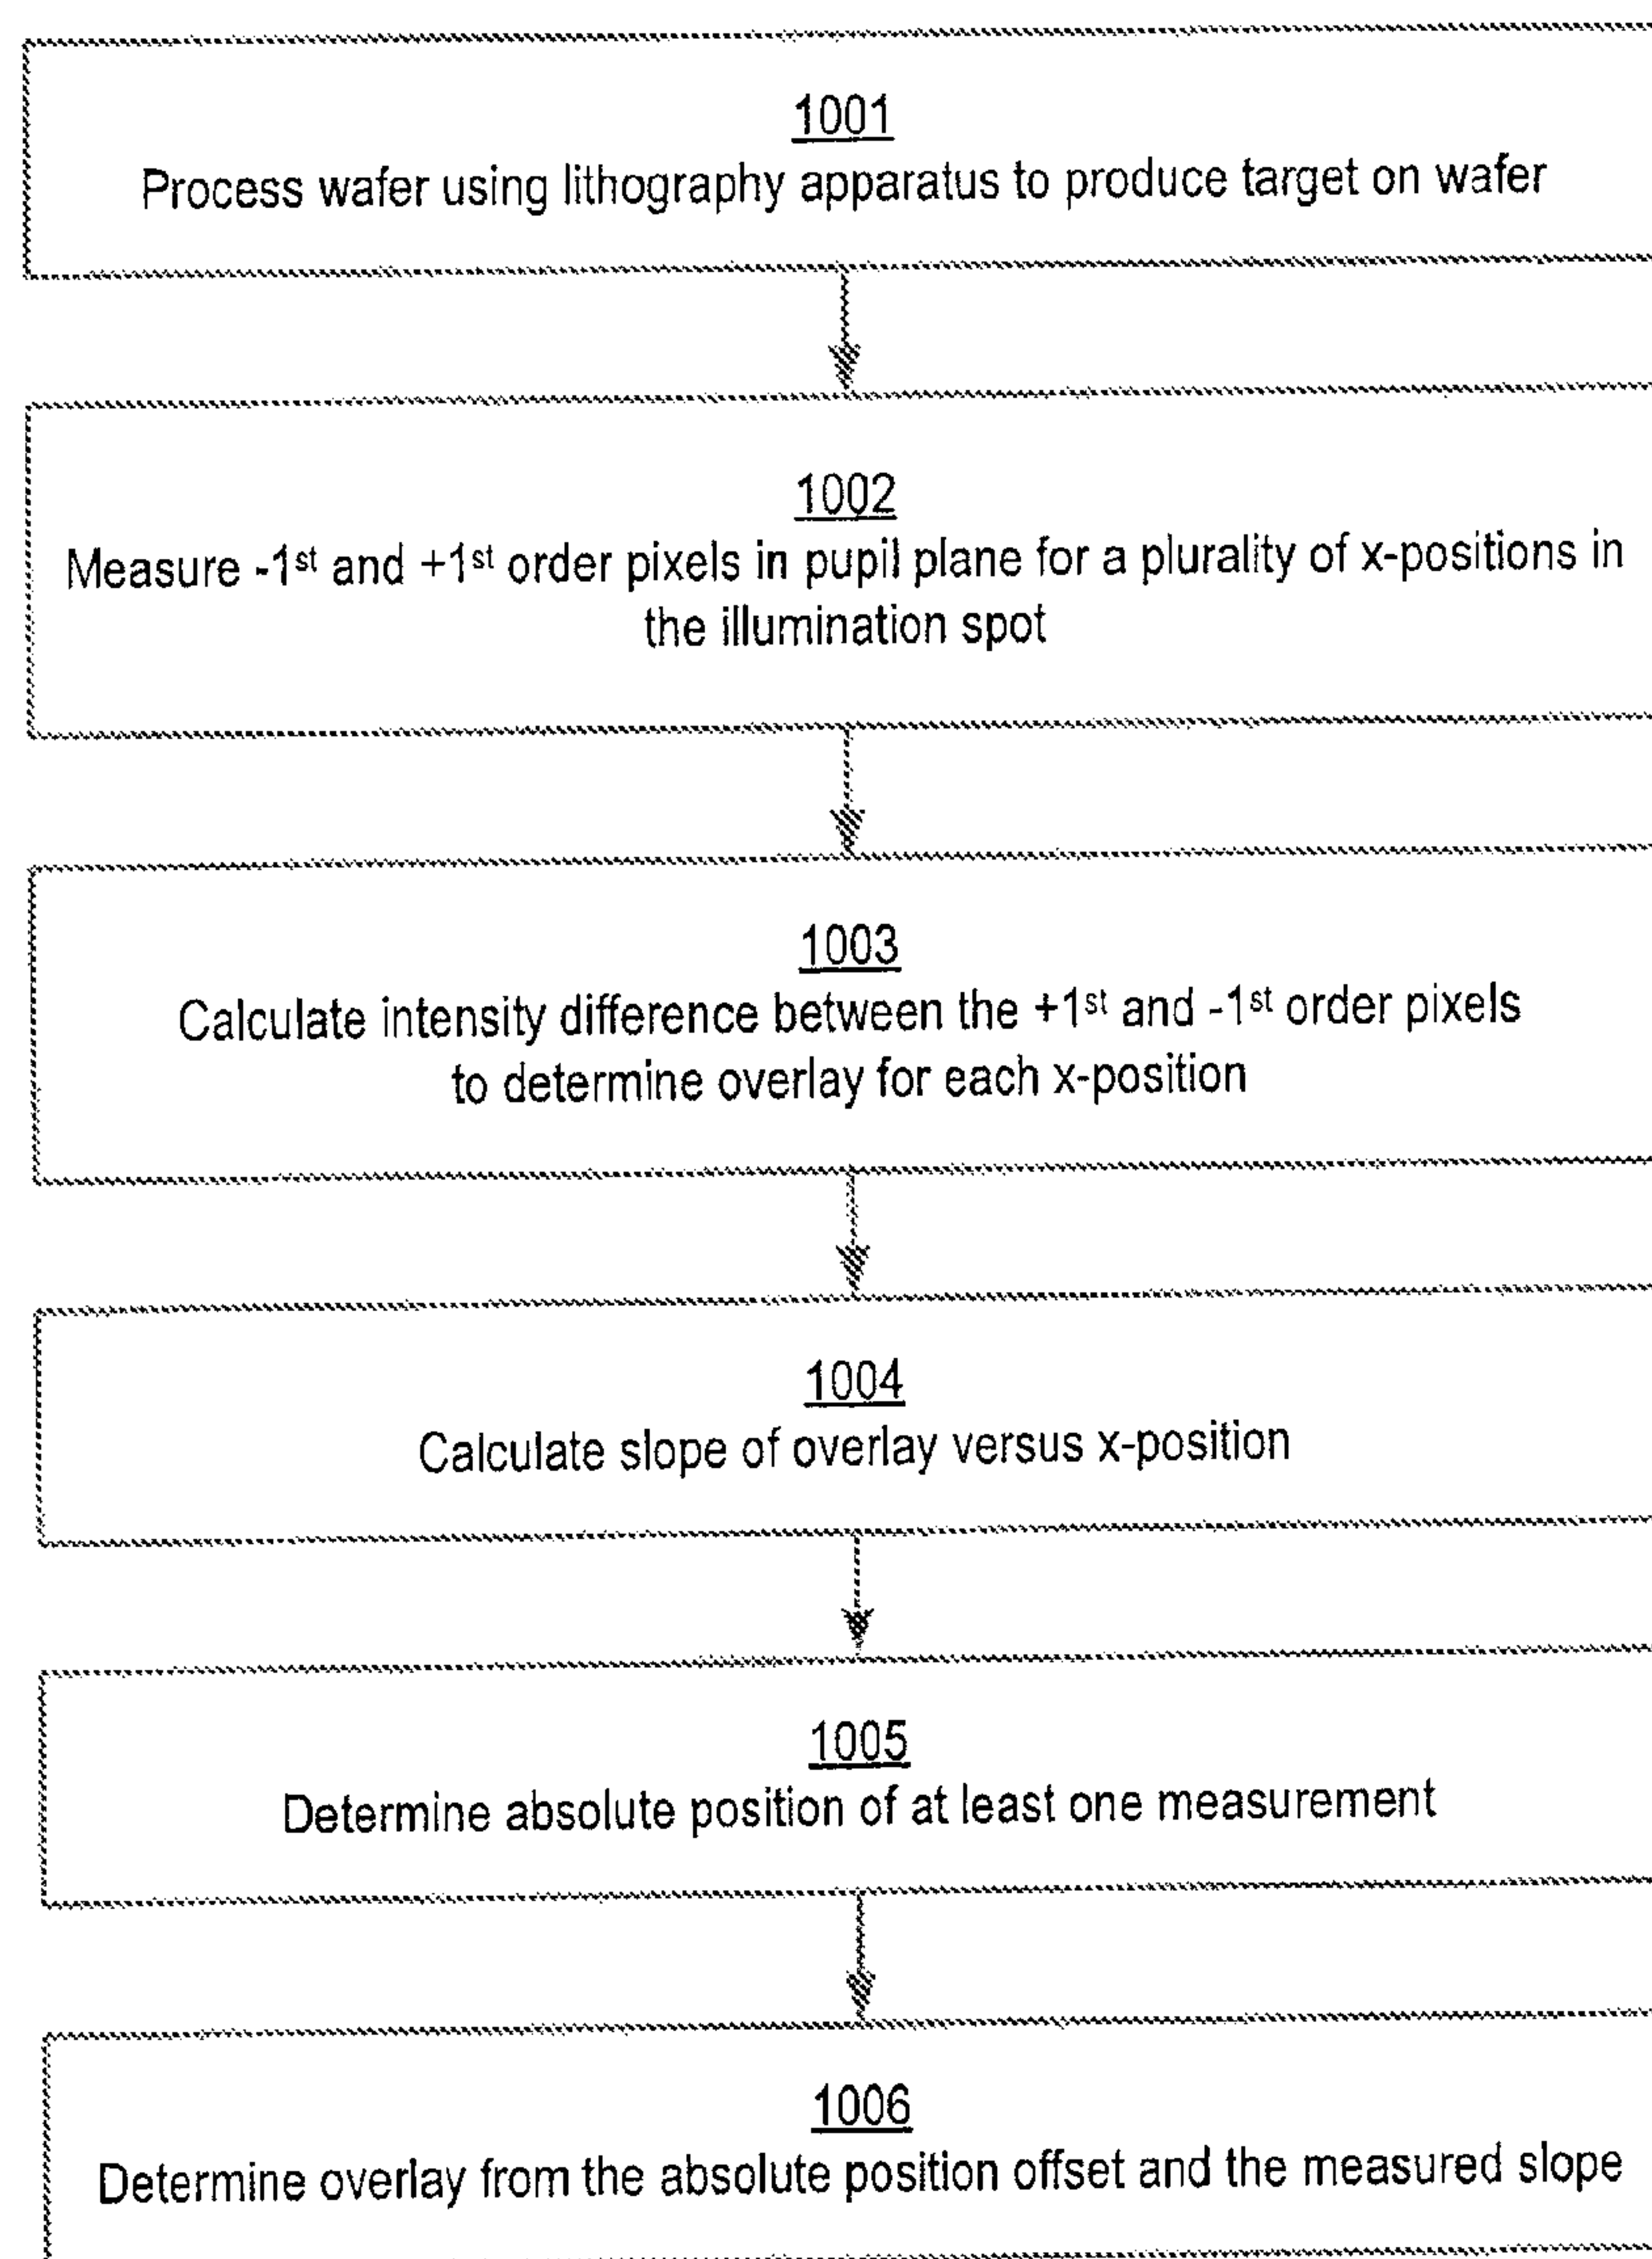 1001
Process wafer using lithography apparatus to produce target on wafer
1002
Measure -1st and +1st order pixels in pupil plane for a plurality of x-positions in
the illumination spot
1003
Calculate intensity difference between the +1st and -1st order pixels
to determine overlay for each x-position
1004
Calculate slope of overlay versus x-position
1005
Determine absolute position of at least one measurement
1006
Determine overlay from the absolute position offset and the measured slope